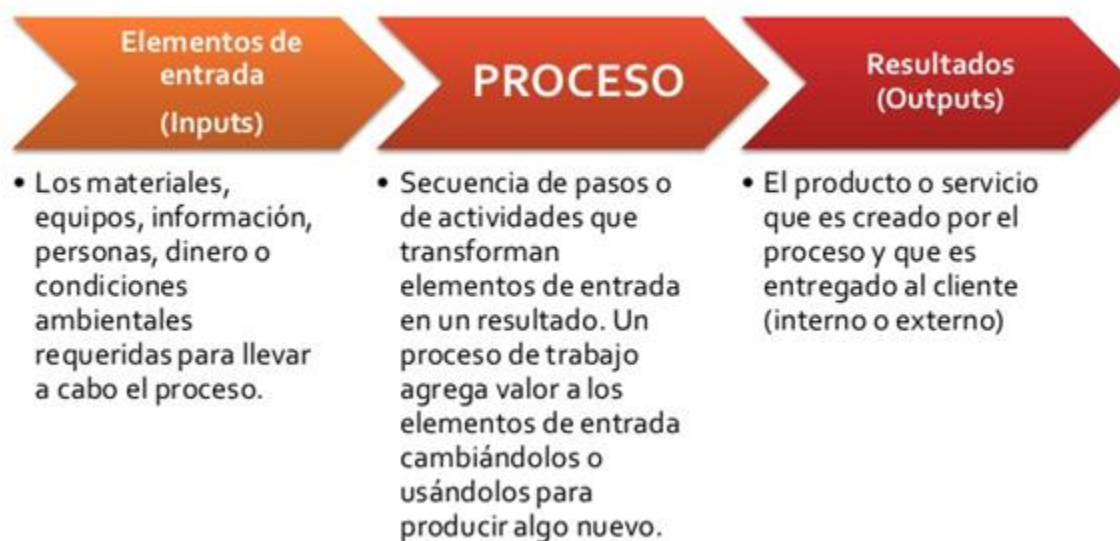 Elementos de
entrada
(Inputs)
• Los materiales,
equipos, información,
personas, dinero o
condiciones
ambientales
requeridas para llevar
a cabo el proceso.
PROCESO
• Secuencia de pasos o
de actividades que
transforman
elementos de entrada
en un resultado. Un
proceso de trabajo
agrega valor a los
elementos de entrada
cambiándolos o
usándolos para
producir algo nuevo.
Resultados
(Outputs)
• El producto o servicio
que es creado por el
proceso y que es
entregado al cliente
(interno o externo)